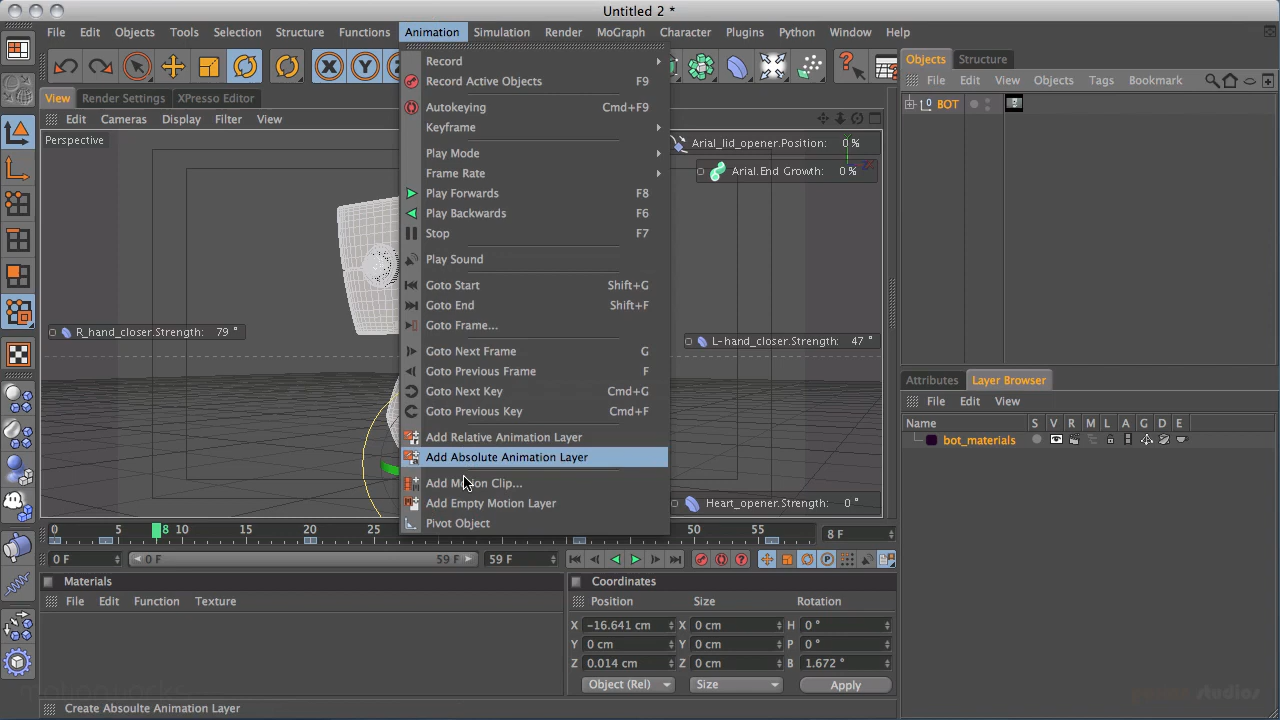 Untitled 2 *
File Edit Objects Tools Selection Structure Functions Animation Simulation Render MoGraph Character Plugins Python Window Help
X Y
View Render Settings XPresso Editor
Edit Cameras Display Filter View
Perspective
Arial_lid_opener.Position: 0 %
Arial.End Growth: 0 %
R_hand_closer.Strength: 79 °
L-hand_closer.Strength: 47 °
Heart_opener.Strength: 0 °
Record
Record Active Objects F9
Autokeying Cmd+F9
Keyframe
Play Mode
Frame Rate
Play Forwards F8
Play Backwards F6
Stop F7
Play Sound
Goto Start Shift+G
Goto End Shift+F
Goto Frame...
Goto Next Frame G
Goto Previous Frame F
Goto Next Key Cmd+G
Goto Previous Key Cmd+F
Add Relative Animation Layer
Add Absolute Animation Layer
Add Motion Clip...
Add Empty Motion Layer
Pivot Object
Objects Structure
File Edit View Objects Tags Bookmark
BOT
Attributes Layer Browser
File Edit View
Name S V R M L A G D E
bot_materials
0 5 8 10 15 20 25 50 55 8 F
0 F 0 F 59 F 59 F
Materials
File Edit Function Texture
Coordinates
Position Size Rotation
X -16.641 cm X 0 cm H 0 °
Y 0 cm Y 0 cm P 0 °
Z 0.014 cm Z 0 cm B 1.672 °
Object (Rel) Size Apply
Create Absoulte Animation Layer
studios